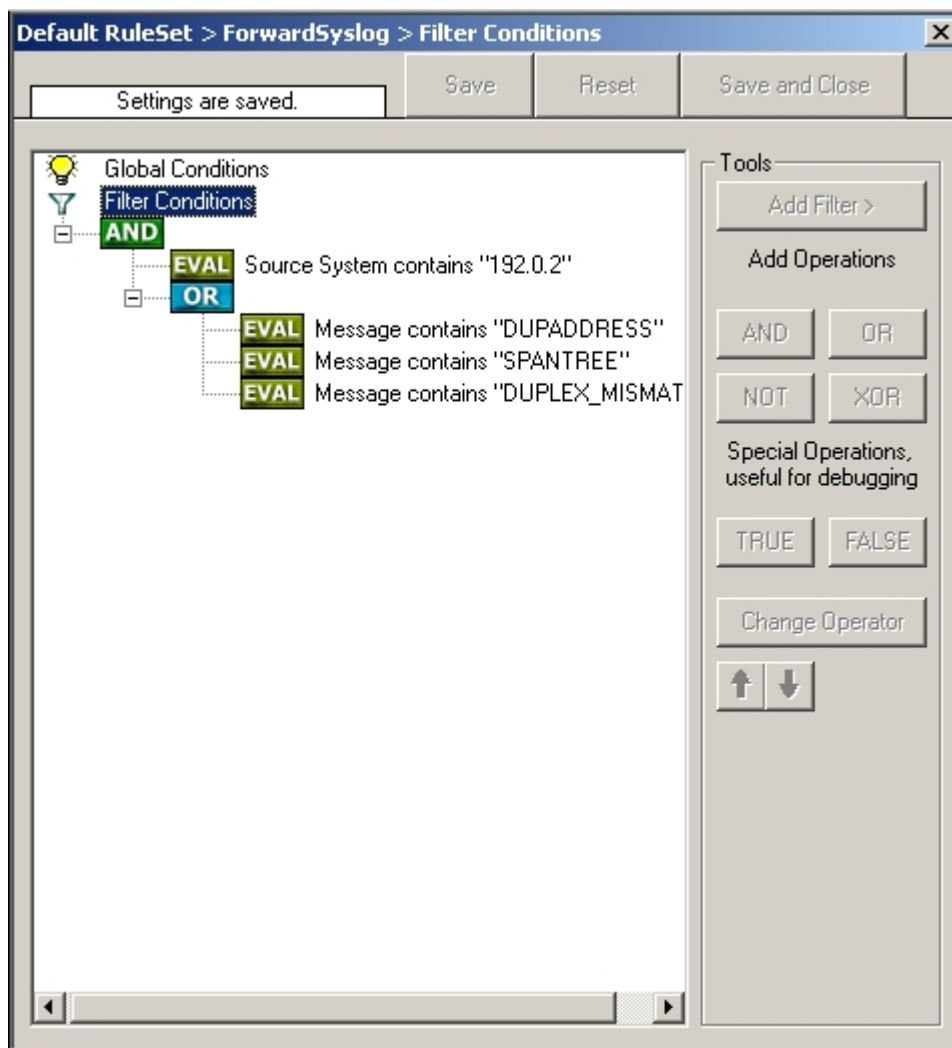 Default RuleSet > ForwardSyslog > Filter Conditions
Settings are saved.
Save
Reset
Save and Close
Global Conditions
Filter Conditions
AND
EVAL Source System contains "192.0.2"
OR
EVAL Message contains "DUPADDRESS"
EVAL Message contains "SPANTREE"
EVAL Message contains "DUPLEX_MISMAT
Tools
Add Filter >
Add Operations
AND
OR
NOT
XOR
Special Operations,
useful for debugging
TRUE
FALSE
Change Operator